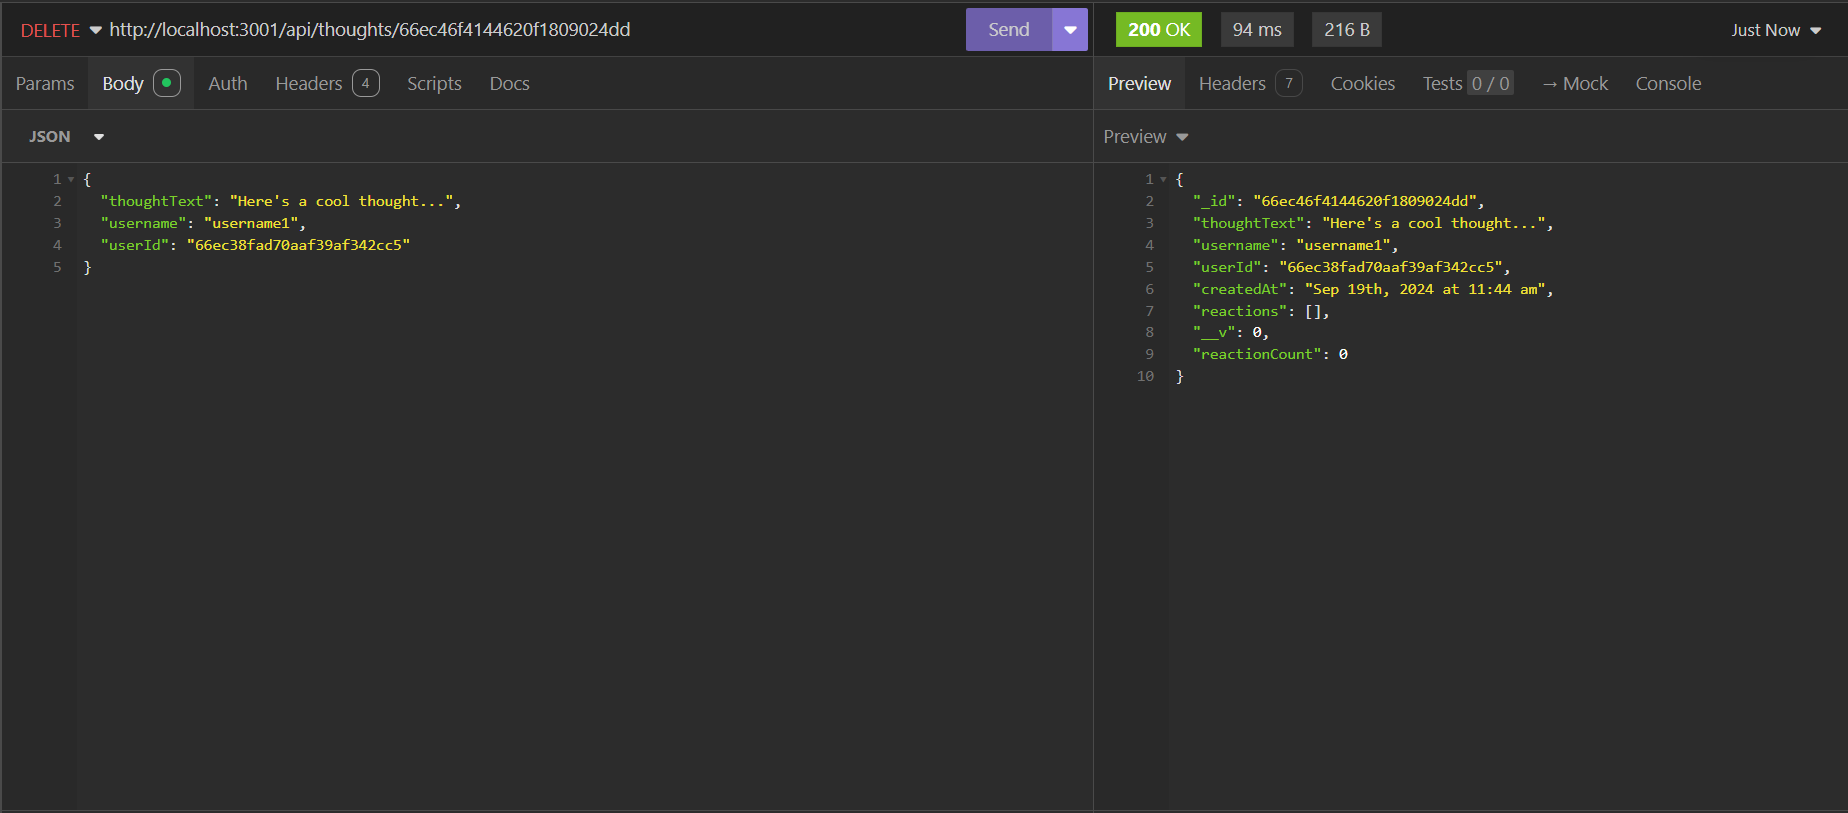 DELETE http://localhost:3001/api/thoughts/66ec46f4144620f1809024dd Send
Params Body Auth Headers 4 Scripts Docs
JSON
1 {
2 "thoughtText": "Here's a cool thought...",
3 "username": "username1",
4 "userId": "66ec38fad70aaf39af342cc5"
5 }
200 OK 94 ms 216 B Just Now
Preview Headers 7 Cookies Tests 0 / 0 → Mock Console
Preview
1 {
2 "_id": "66ec46f4144620f1809024dd",
3 "thoughtText": "Here's a cool thought...",
4 "username": "username1",
5 "userId": "66ec38fad70aaf39af342cc5",
6 "createdAt": "Sep 19th, 2024 at 11:44 am",
7 "reactions": [],
8 "__v": 0,
9 "reactionCount": 0
10 }